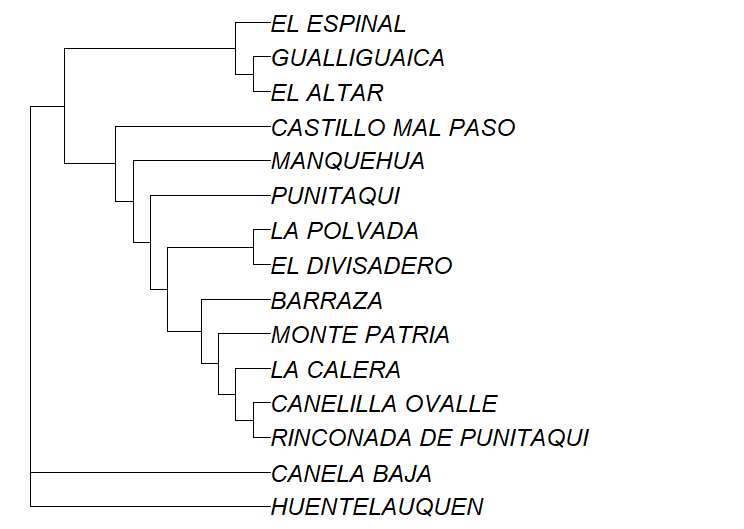 EL ESPINAL
GUALLIGUAICA
EL ALTAR
CASTILLO MAL PASO
MANQUEHUA
PUNITAQUI
LA POLVADA
EL DIVISADERO
BARRAZA
MONTE PATRIA
LA CALERA
CANELILLA OVALLE
RINCONADA DE PUNITAQUI
CANELA BAJA
HUENTELAUQUEN